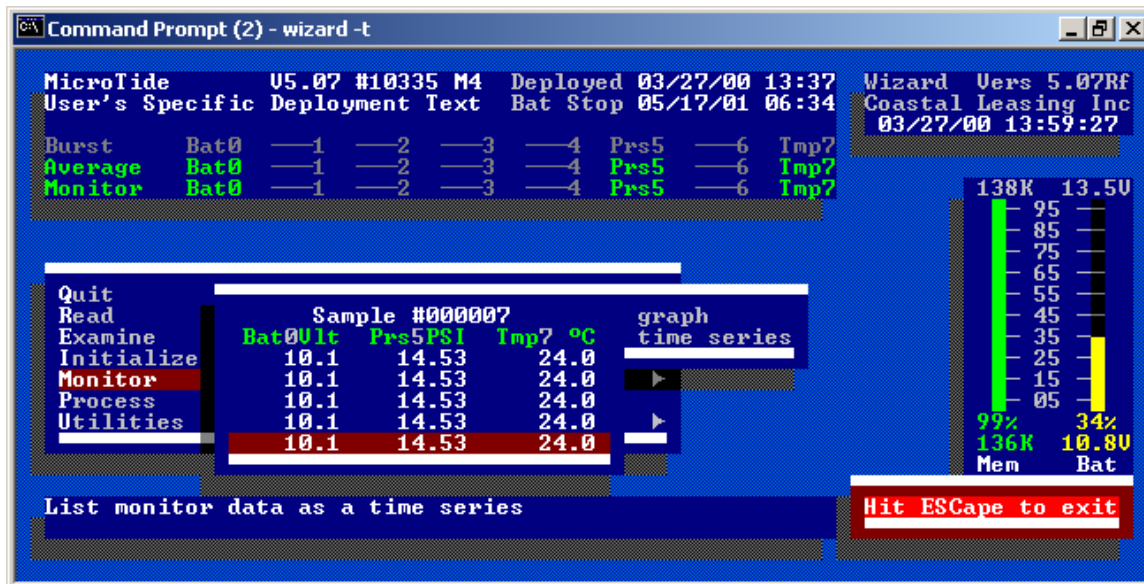 Command Prompt (2) - wizard -t
MicroTide V5.07 #10335 M4 Deployed 03/27/00 13:37
User's Specific Deployment Text Bat Stop 05/17/01 06:34
Burst Bat0 ——1 ——2 ——3 ——4 Prs5 ——6 Tmp7
Average Bat0 ——1 ——2 ——3 ——4 Prs5 ——6 Tmp7
Monitor Bat0 ——1 ——2 ——3 ——4 Prs5 ——6 Tmp7
Wizard Vers 5.07Rf
Coastal Leasing Inc
03/27/00 13:59:27
Quit
Read
Examine
Initialize
Monitor
Process
Utilities
Sample #000007
Bat0Vlt Prs5PSI Tmp7 ºC
10.1 14.53 24.0
10.1 14.53 24.0
10.1 14.53 24.0
10.1 14.53 24.0
10.1 14.53 24.0
graph
time series
138K 13.5V
95
85
75
65
55
45
35
25
15
05
99% 34%
136K 10.8V
Mem Bat
List monitor data as a time series
Hit ESCape to exit